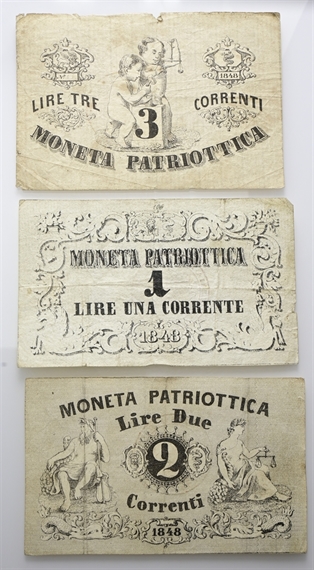 1848
LIRE TRE CORRENTI
3
MONETA PATRIOTTICA
MONETA PATRIOTTICA
1
LIRE UNA CORRENTE
1848
MONETA PATRIOTTICA
Lire Due
2
Correnti
1848